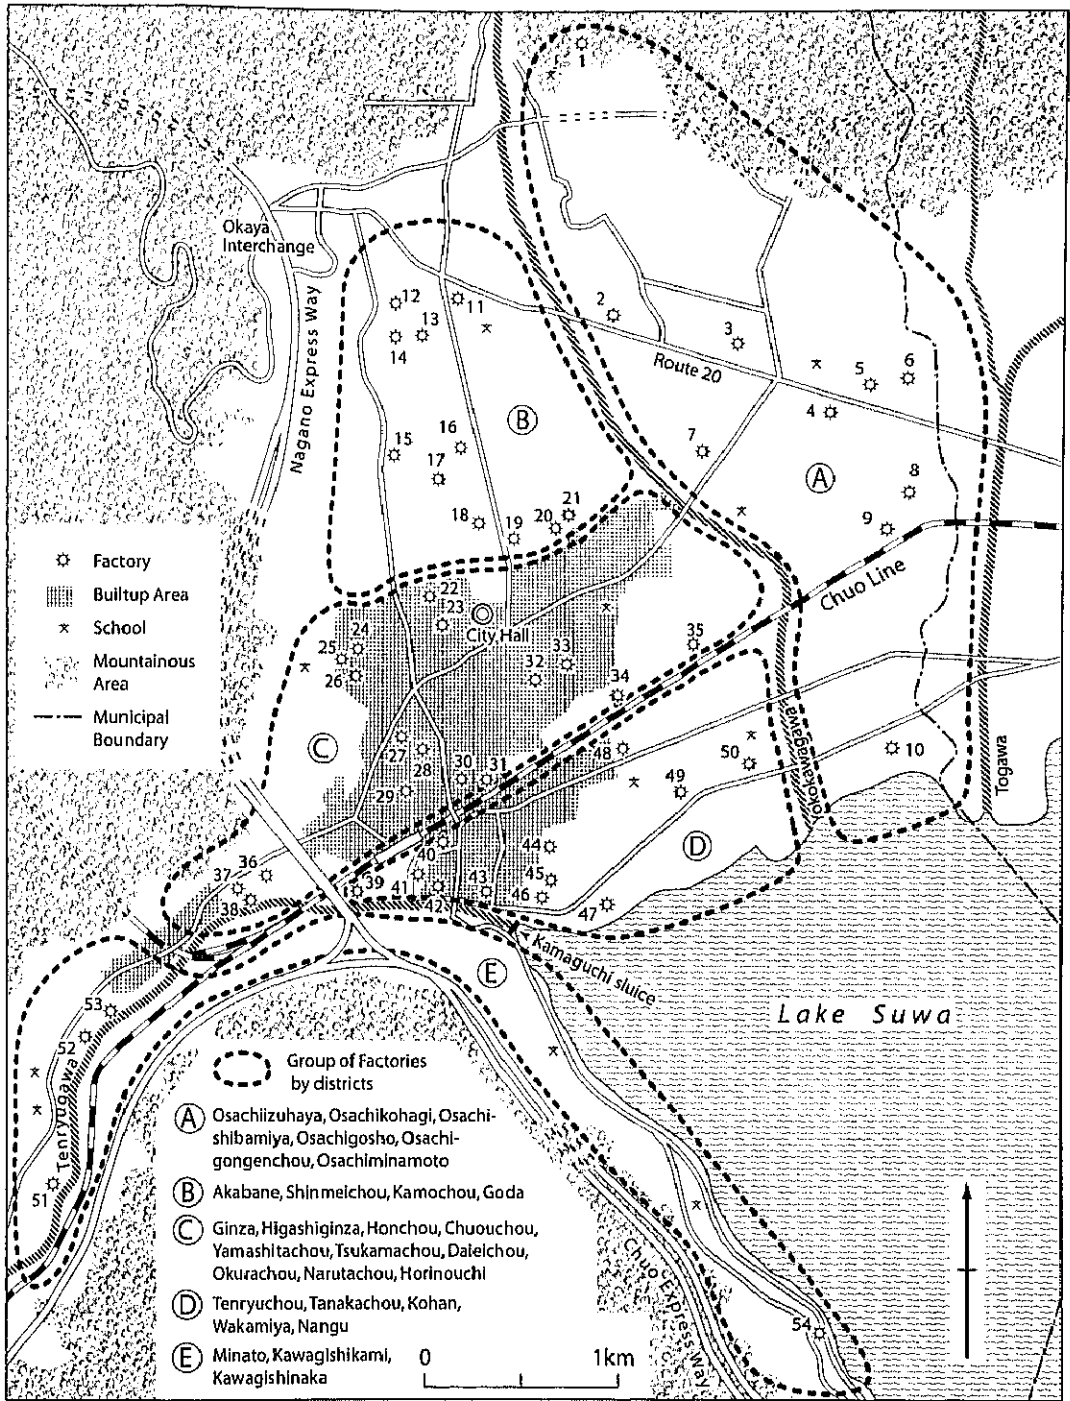 1
Okaya
Interchange
12
11
2
13
14
3
Nagano Express Way
Route 20
5
6
4
B
16
7
15
17
A
8
21
18
19
20
9
Factory
Builtup Area
School
Mountainous
Area
Municipal
Boundary
22
23
City Hall
Chuo Line
24
25
26
33
32
35
34
C
27
28
30
31
29
48
50
49
10
Yokokawagawa
Togawa
D
40
44
36
37
38
39
41
42
43
45
46
47
E
Kamaguchi sluice
Lake Suwa
53
52
Tenryugawa
51
Group of Factories
by districts
A Osachiizuhaya, Osachikohagi, Osachi-
shibamiya, Osachigosho, Osachi-
gongenchou, Osachiminamoto
B Akabane, Shinmeichou, Kamochou, Goda
C Ginza, Higashiginza, Honchou, Chuouchou,
Yamashitachou, Tsukamachou, Daieichou,
Okurachou, Narutachou, Horinouchi
D Tenryuchou, Tanakachou, Kohan,
Wakamiya, Nangu
E Minato, Kawagishikami,
Kawagishinaka
0 1km
Chuo Express Way
54